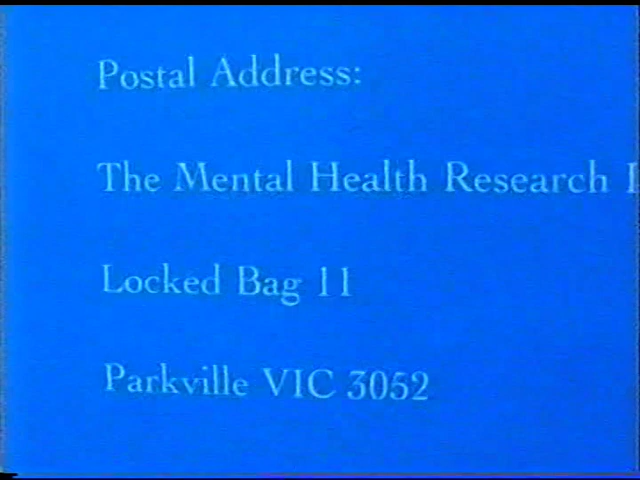 Postal Address:
The Mental Health Research
Locked Bag 11
Parkville VIC 3052